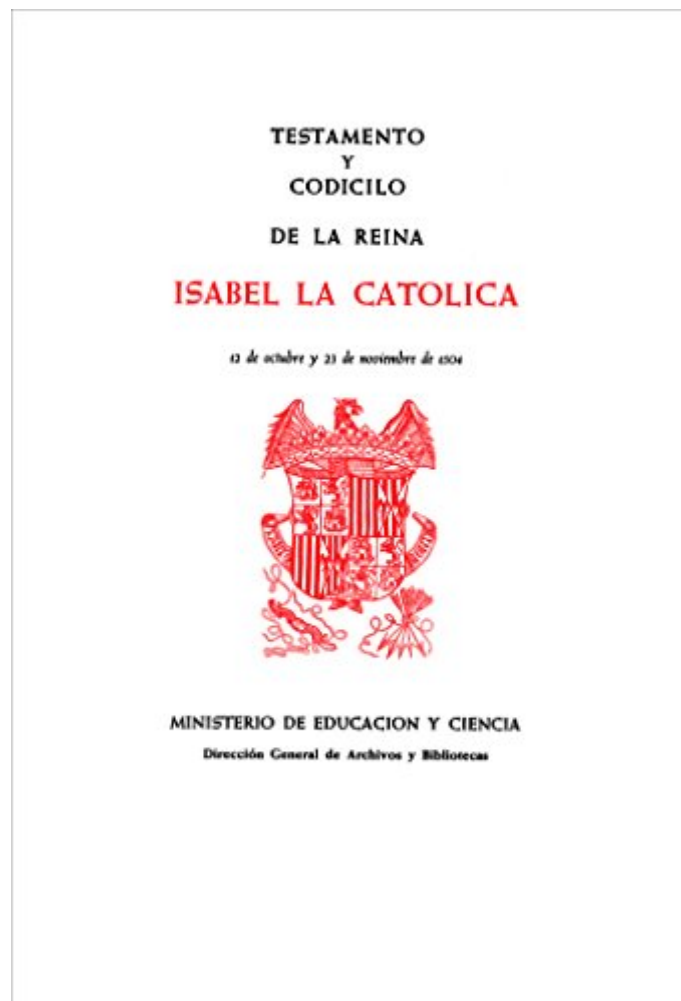 TESTAMENTO
Y
CODICILO
DE LA REINA
ISABEL LA CATOLICA
12 de octubre y 23 de noviembre de 1504
MINISTERIO DE EDUCACION Y CIENCIA
Dirección General de Archivos y Bibliotecas